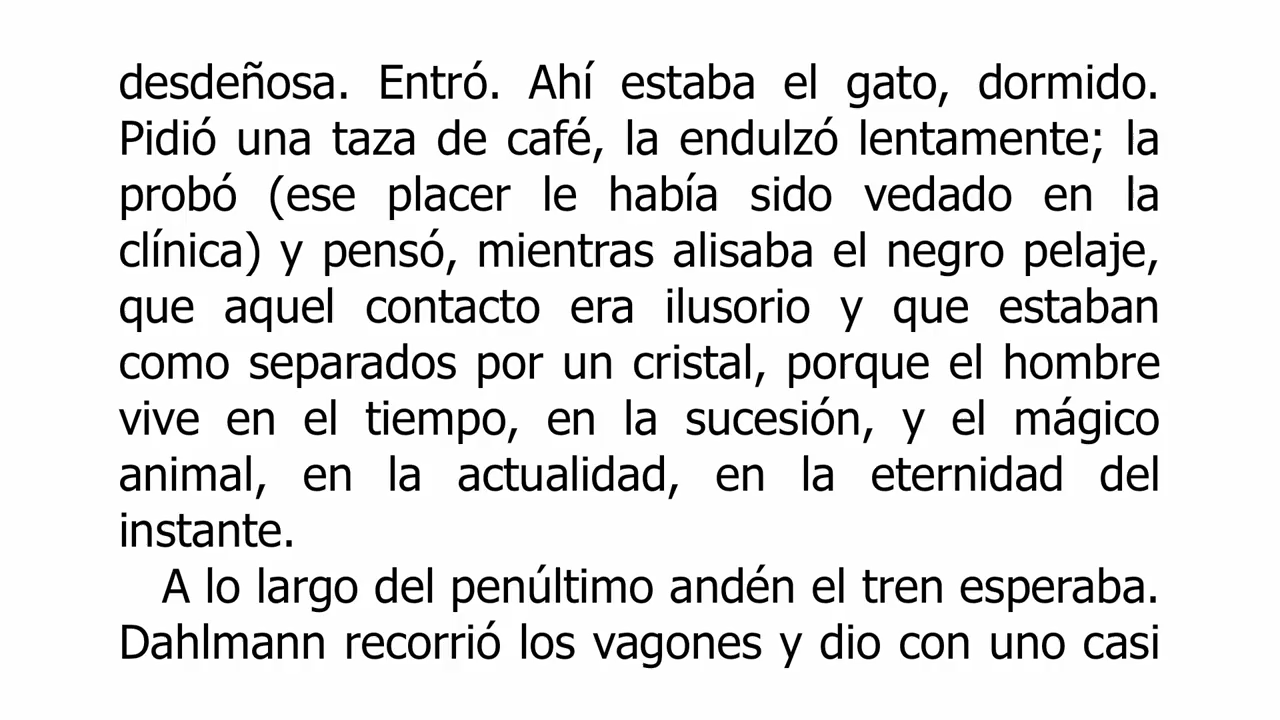 desdeñosa. Entró. Ahí estaba el gato, dormido.
Pidió una taza de café, la endulzó lentamente; la
probó (ese placer le había sido vedado en la
clínica) y pensó, mientras alisaba el negro pelaje,
que aquel contacto era ilusorio y que estaban
como separados por un cristal, porque el hombre
vive en el tiempo, en la sucesión, y el mágico
animal, en la actualidad, en la eternidad del
instante.
A lo largo del penúltimo andén el tren esperaba.
Dahlmann recorrió los vagones y dio con uno casi